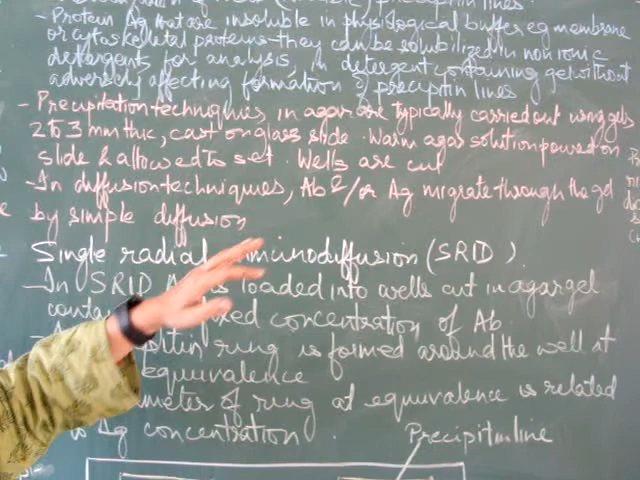 precipitin lines.
- Protein Ag that are insoluble in physiological buffer eg membrane
or cytoskeletal proteins - they can be solubilized in non ionic
detergents for analysis, in detergent containing gel without
adversely affecting formation of precipitin lines
- Precipitation techniques in agar are typically carried out using gels
2 to 3 mm thic, cast on glass slide. Warm agar solution poured on
slide & allowed to set. Wells are cut
- In diffusion techniques, Ab &/or Ag migrate through the gel
by simple diffusion
Single radial immunodiffusion (SRID).
- In SRID A is loaded into wells cut in agar gel
conta xed concentration of Ab
- A pitin ring is formed around the well at
equivalence
meter of ring at equivalence is related
to Ag concentration.
Precipitin line